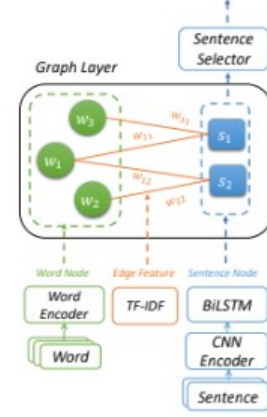 Sentence
Selector
Graph Layer
w₃
w₃₁
s₁
w₁₁
w₁
w₁₂
s₂
w₂
w₂₂
Word Node
Edge Feature
Sentence Node
Word
Encoder
TF-IDF
BiLSTM
CNN
Encoder
Word
Sentence